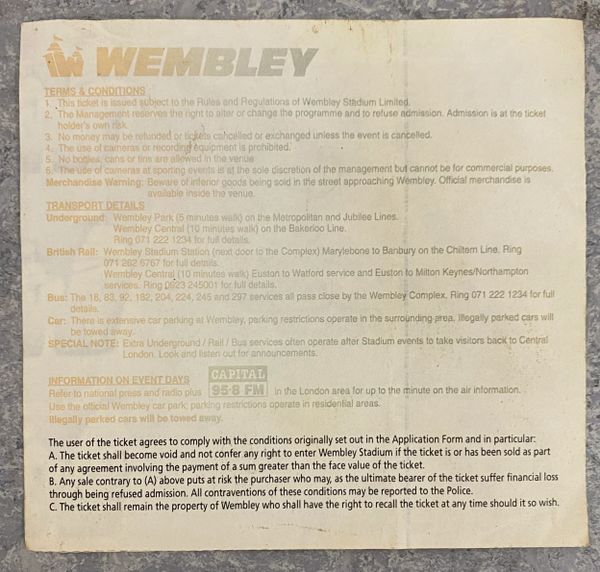 WEMBLEY
TERMS & CONDITIONS
1. This ticket is issued subject to the Rules and Regulations of Wembley Stadium Limited.
2. The Management reserves the right to alter or change the programme and to refuse admission. Admission is at the ticket
holder's own risk.
3. No money may be refunded or tickets cancelled or exchanged unless the event is cancelled.
4. The use of cameras or recording equipment is prohibited.
5. No bottles, cans or tins are allowed in the venue
6. The use of cameras at sporting events is at the sole discretion of the management but cannot be for commercial purposes.
Merchandise Warning: Beware of inferior goods being sold in the street approaching Wembley. Official merchandise is
available inside the venue.
TRANSPORT DETAILS
Underground: Wembley Park (5 minutes walk) on the Metropolitan and Jubilee Lines.
Wembley Central (10 minutes walk) on the Bakerloo Line.
Ring 071 222 1234 for full details.
British Rail: Wembley Stadium Station (next door to the Complex) Marylebone to Banbury on the Chiltern Line. Ring
071 262 6767 for full details.
Wembley Central (10 minutes walk) Euston to Watford service and Euston to Milton Keynes/Northampton
services. Ring 0923 245001 for full details.
Bus: The 18, 83, 92, 182, 204, 224, 245 and 297 services all pass close by the Wembley Complex. Ring 071 222 1234 for full
details.
Car: There is extensive car parking at Wembley, parking restrictions operate in the surrounding area. Illegally parked cars will
be towed away.
SPECIAL NOTE: Extra Underground / Rail / Bus services often operate after Stadium events to take visitors back to Central
London. Look and listen out for announcements.
INFORMATION ON EVENT DAYS
CAPITAL
Refer to national press and radio plus 95·8 FM in the London area for up to the minute on the air information.
Use the official Wembley car park; parking restrictions operate in residential areas.
Illegally parked cars will be towed away.
The user of the ticket agrees to comply with the conditions originally set out in the Application Form and in particular:
A. The ticket shall become void and not confer any right to enter Wembley Stadium if the ticket is or has been sold as part
of any agreement involving the payment of a sum greater than the face value of the ticket.
B. Any sale contrary to (A) above puts at risk the purchaser who may, as the ultimate bearer of the ticket suffer financial loss
through being refused admission. All contraventions of these conditions may be reported to the Police.
C. The ticket shall remain the property of Wembley who shall have the right to recall the ticket at any time should it so wish.